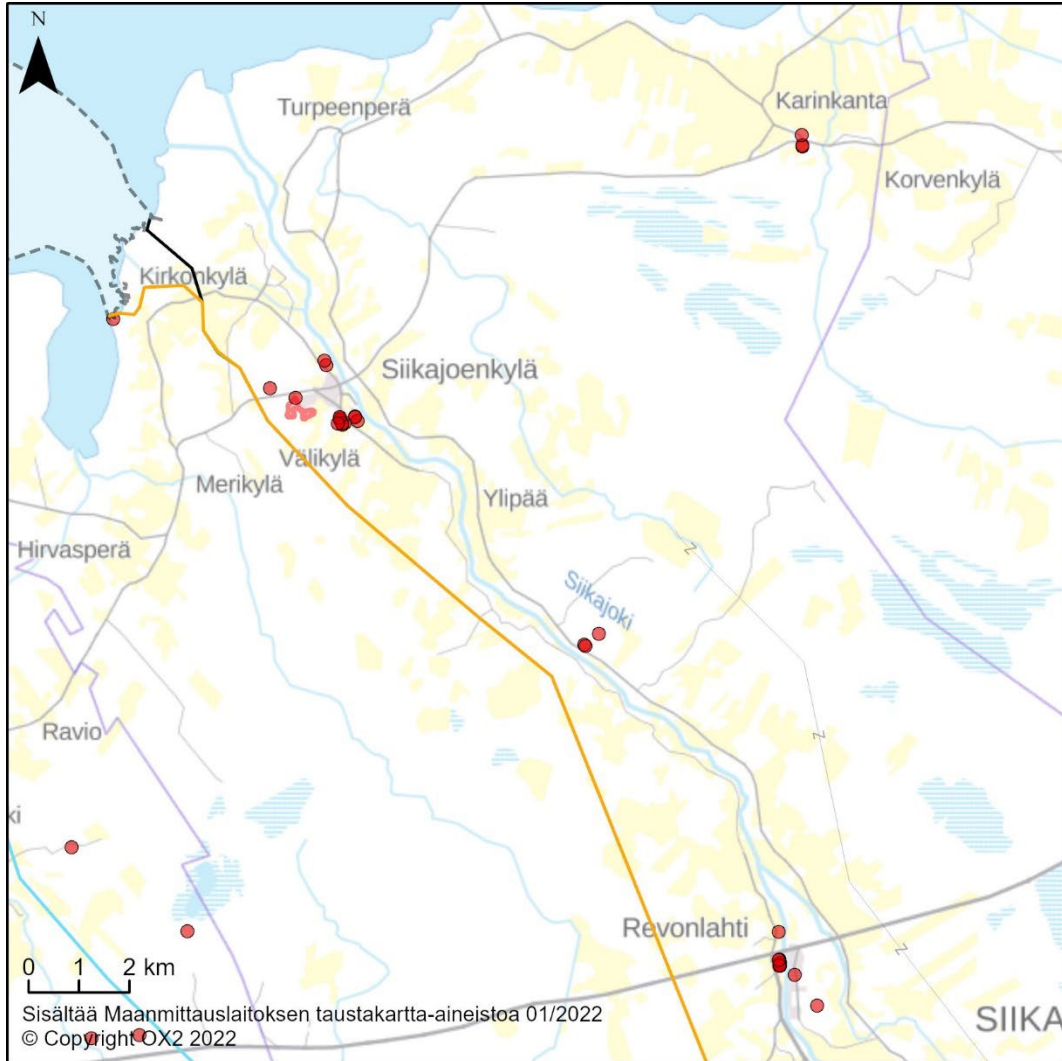 N
Turpeenperä
Karinkanta
Korvenkylä
Kirkonkylä
Siikajoenkylä
Välikylä
Merikylä
Ylipää
Hirvasperä
Siikajoki
Z
Ravio
Z
ki
Revonlahti
Z
0 1 2 km
Sisältää Maanmittauslaitoksen taustakartta-aineistoa 01/2022
SIIKA
© Copyright OX2 2022